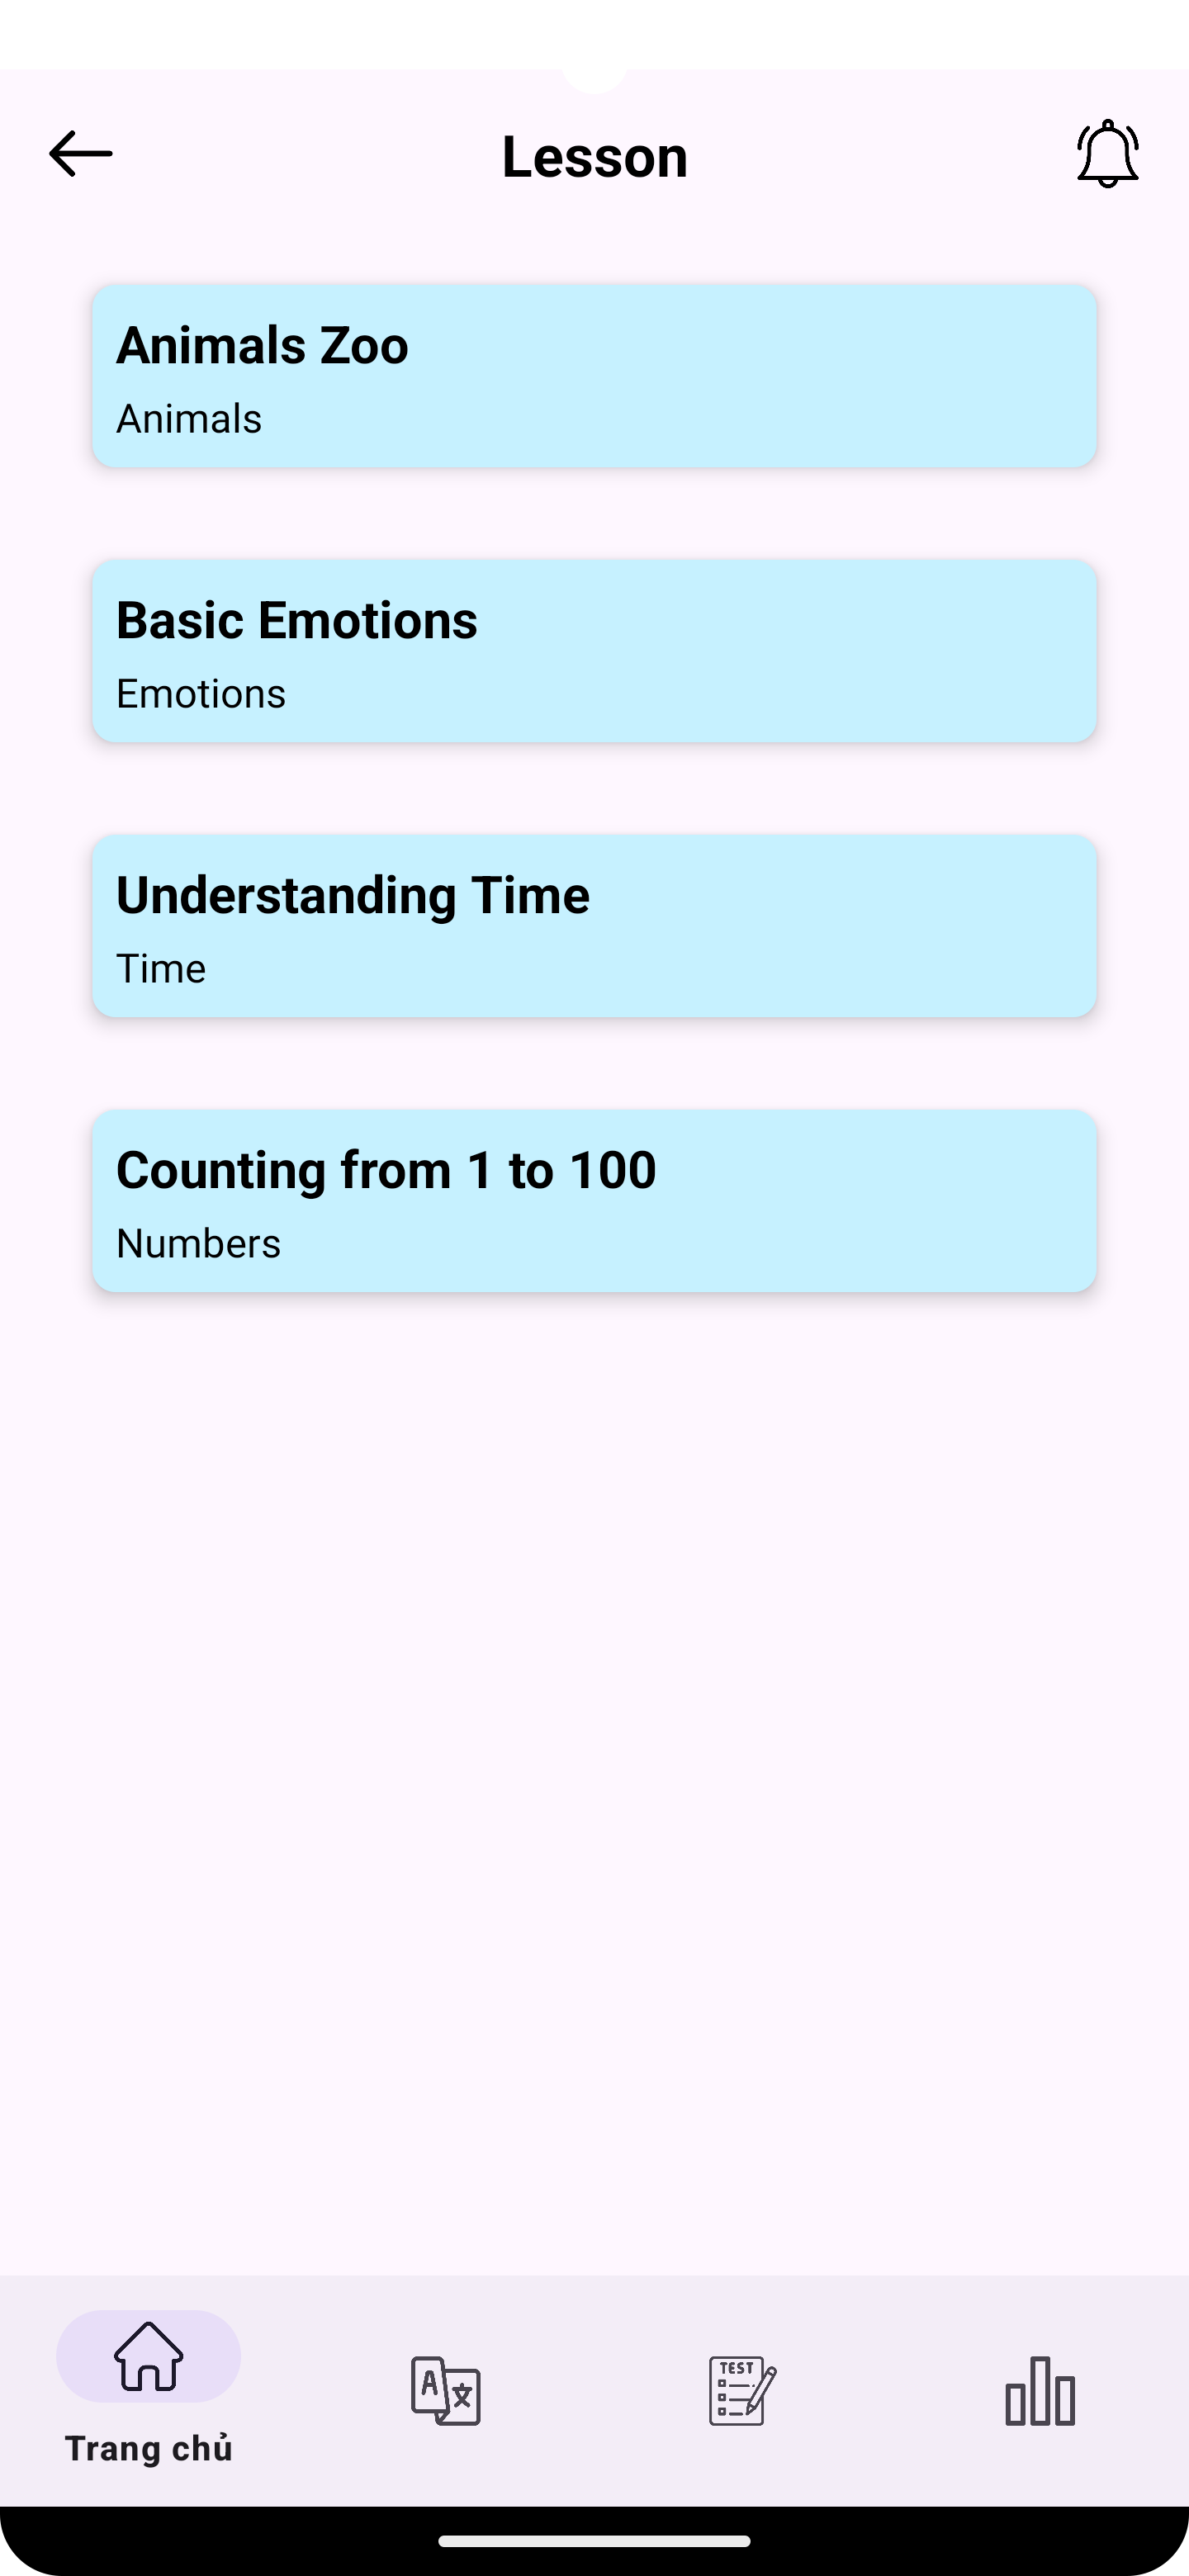 Lesson
Animals Zoo
Animals
Basic Emotions
Emotions
Understanding Time
Time
Counting from 1 to 100
Numbers
A 文
TEST
Trang chủ